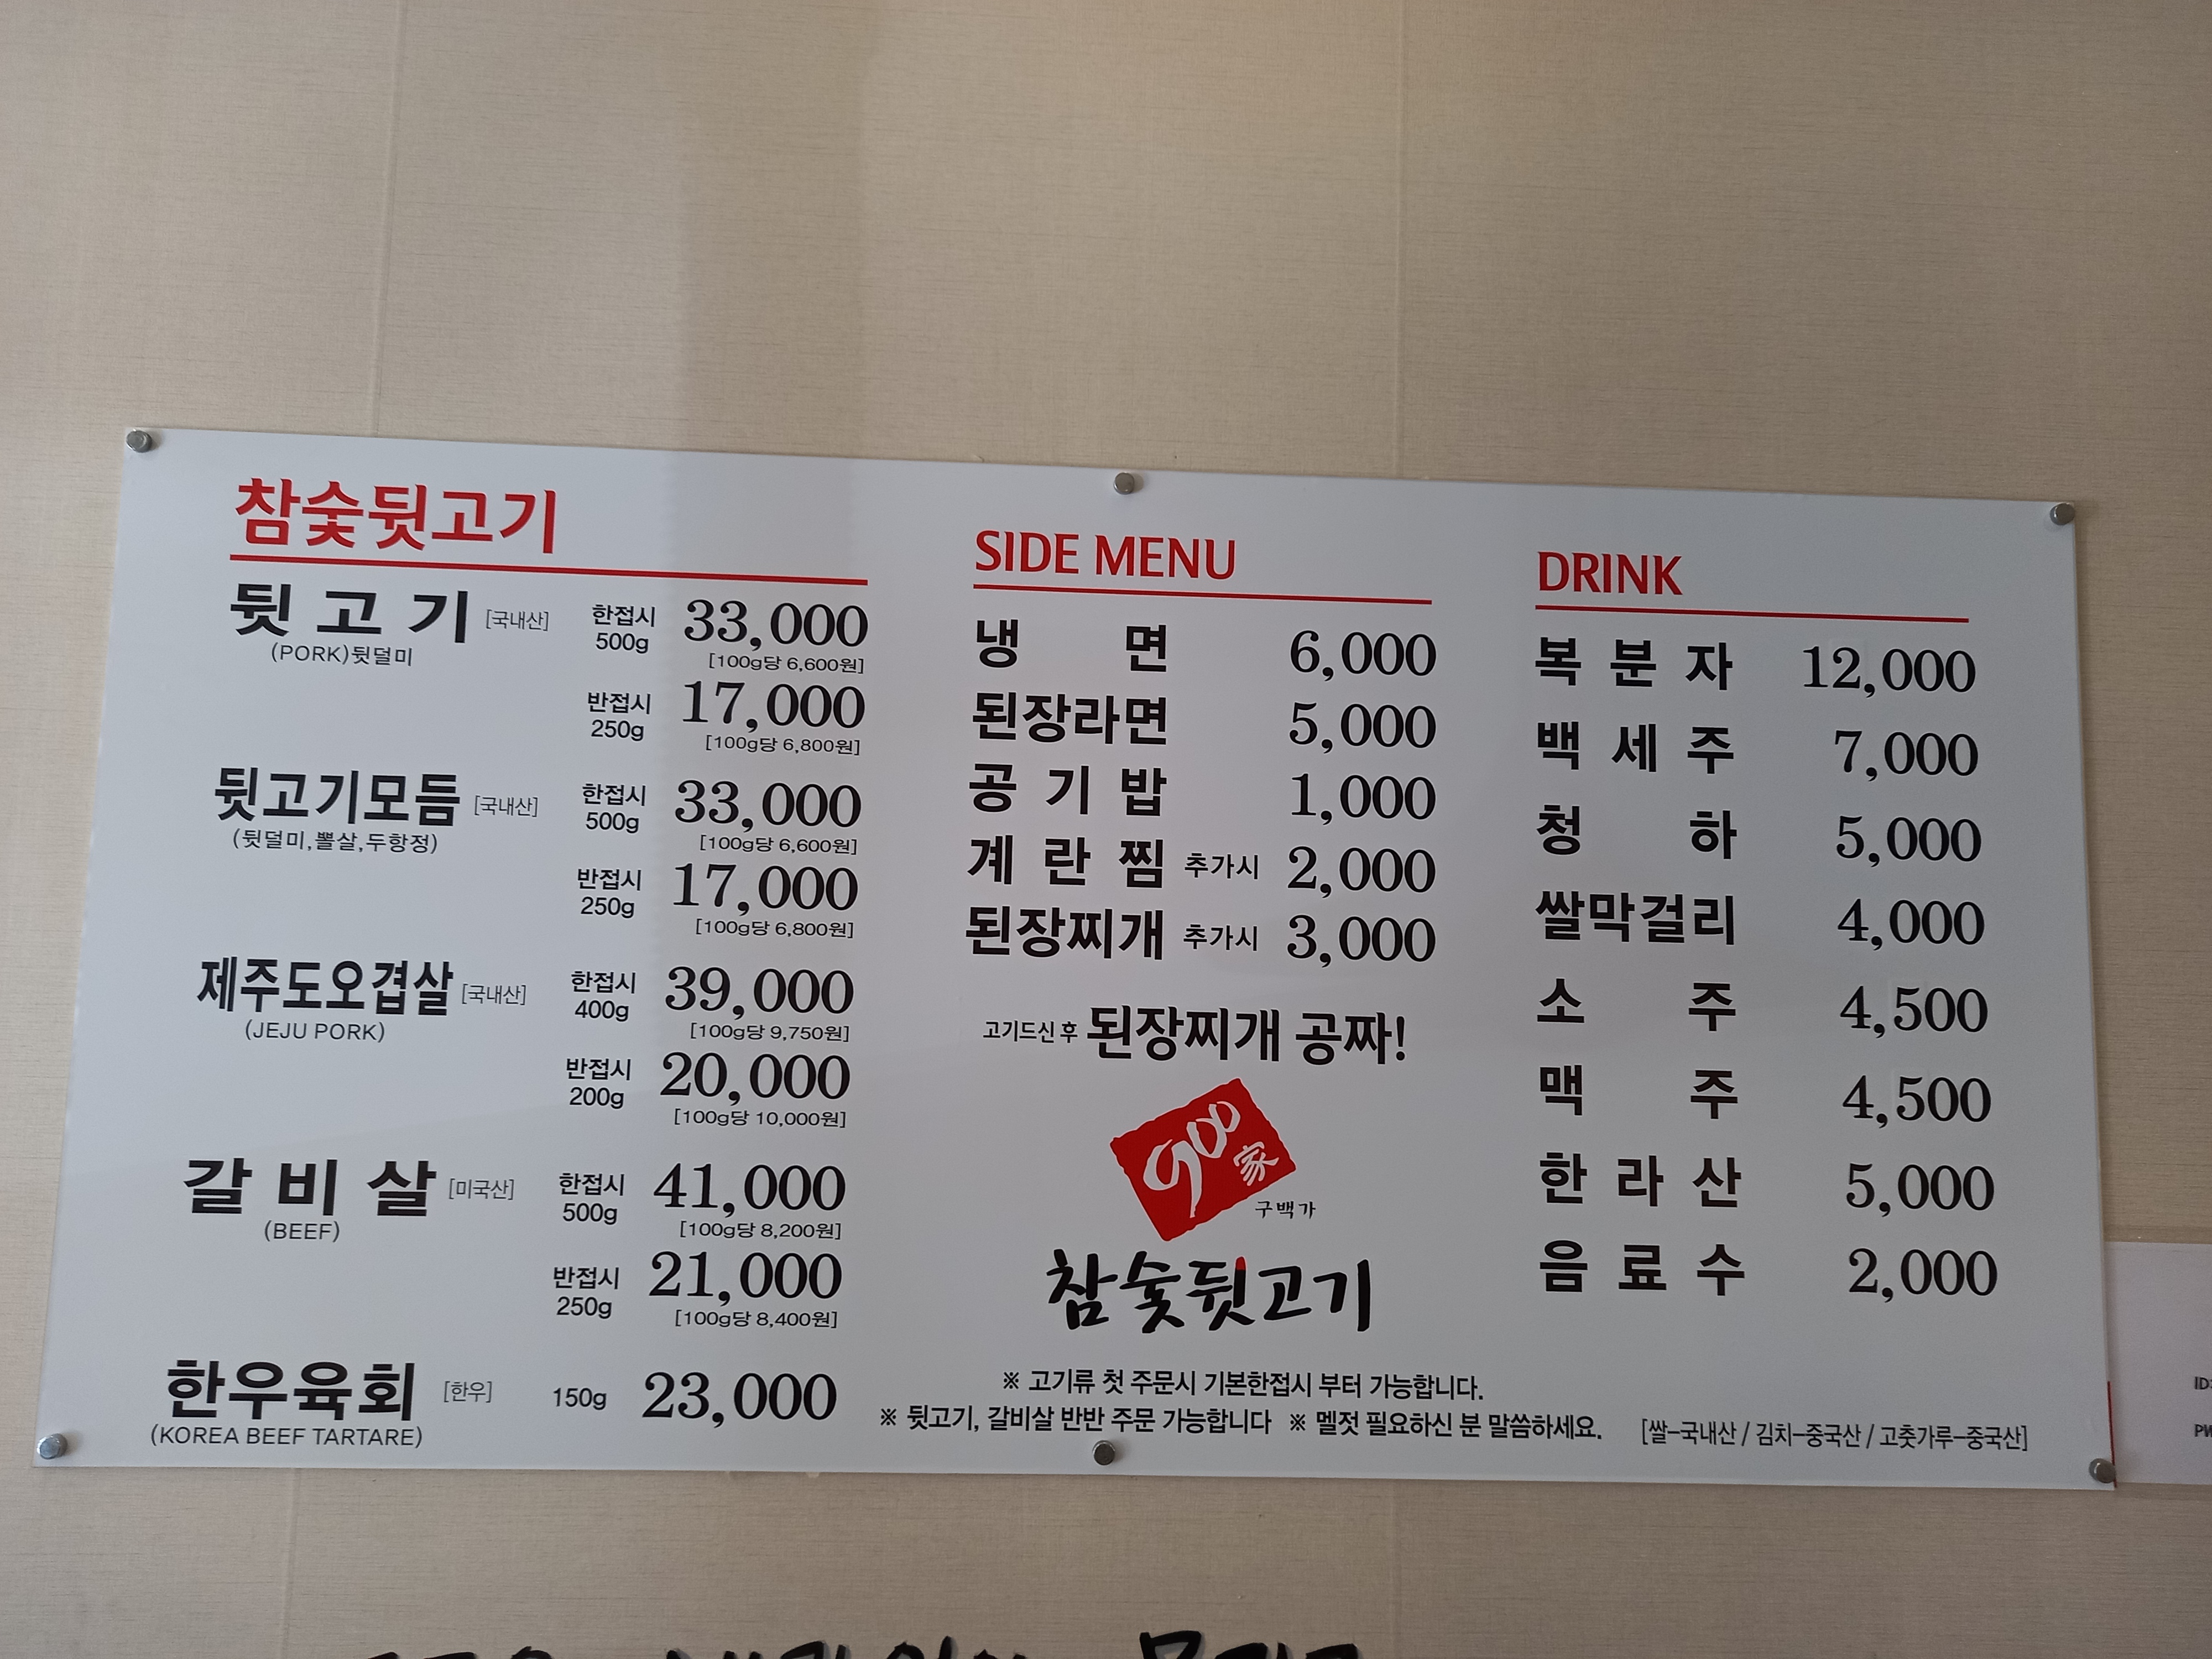 참숯뒷고기
뒷고기 [국내산] 한접시 500g 33,000
(PORK)뒷덜미 [100g당 6,600원]
반접시 250g 17,000
[100g당 6,800원]
뒷고기모듬 [국내산] 한접시 500g 33,000
(뒷덜미,뽈살,두항정) [100g당 6,600원]
반접시 250g 17,000
[100g당 6,800원]
제주도오겹살 [국내산] 한접시 400g 39,000
(JEJU PORK) [100g당 9,750원]
반접시 200g 20,000
[100g당 10,000원]
갈비살 [미국산] 한접시 500g 41,000
(BEEF) [100g당 8,200원]
반접시 250g 21,000
[100g당 8,400원]
한우육회 [한우] 150g 23,000
(KOREA BEEF TARTARE)
SIDE MENU
냉면 6,000
된장라면 5,000
공기밥 1,000
계란찜 추가시 2,000
된장찌개 추가시 3,000
고기드신 후 된장찌개 공짜!
900家
구백가
참숯뒷고기
DRINK
복분자 12,000
백세주 7,000
청하 5,000
쌀막걸리 4,000
소주 4,500
맥주 4,500
한라산 5,000
음료수 2,000
※ 고기류 첫 주문시 기본한접시 부터 가능합니다.
※ 뒷고기, 갈비살 반반 주문 가능합니다 ※ 멜젓 필요하신 분 말씀하세요.
[쌀-국내산 / 김치-중국산 / 고춧가루-중국산]
ID: